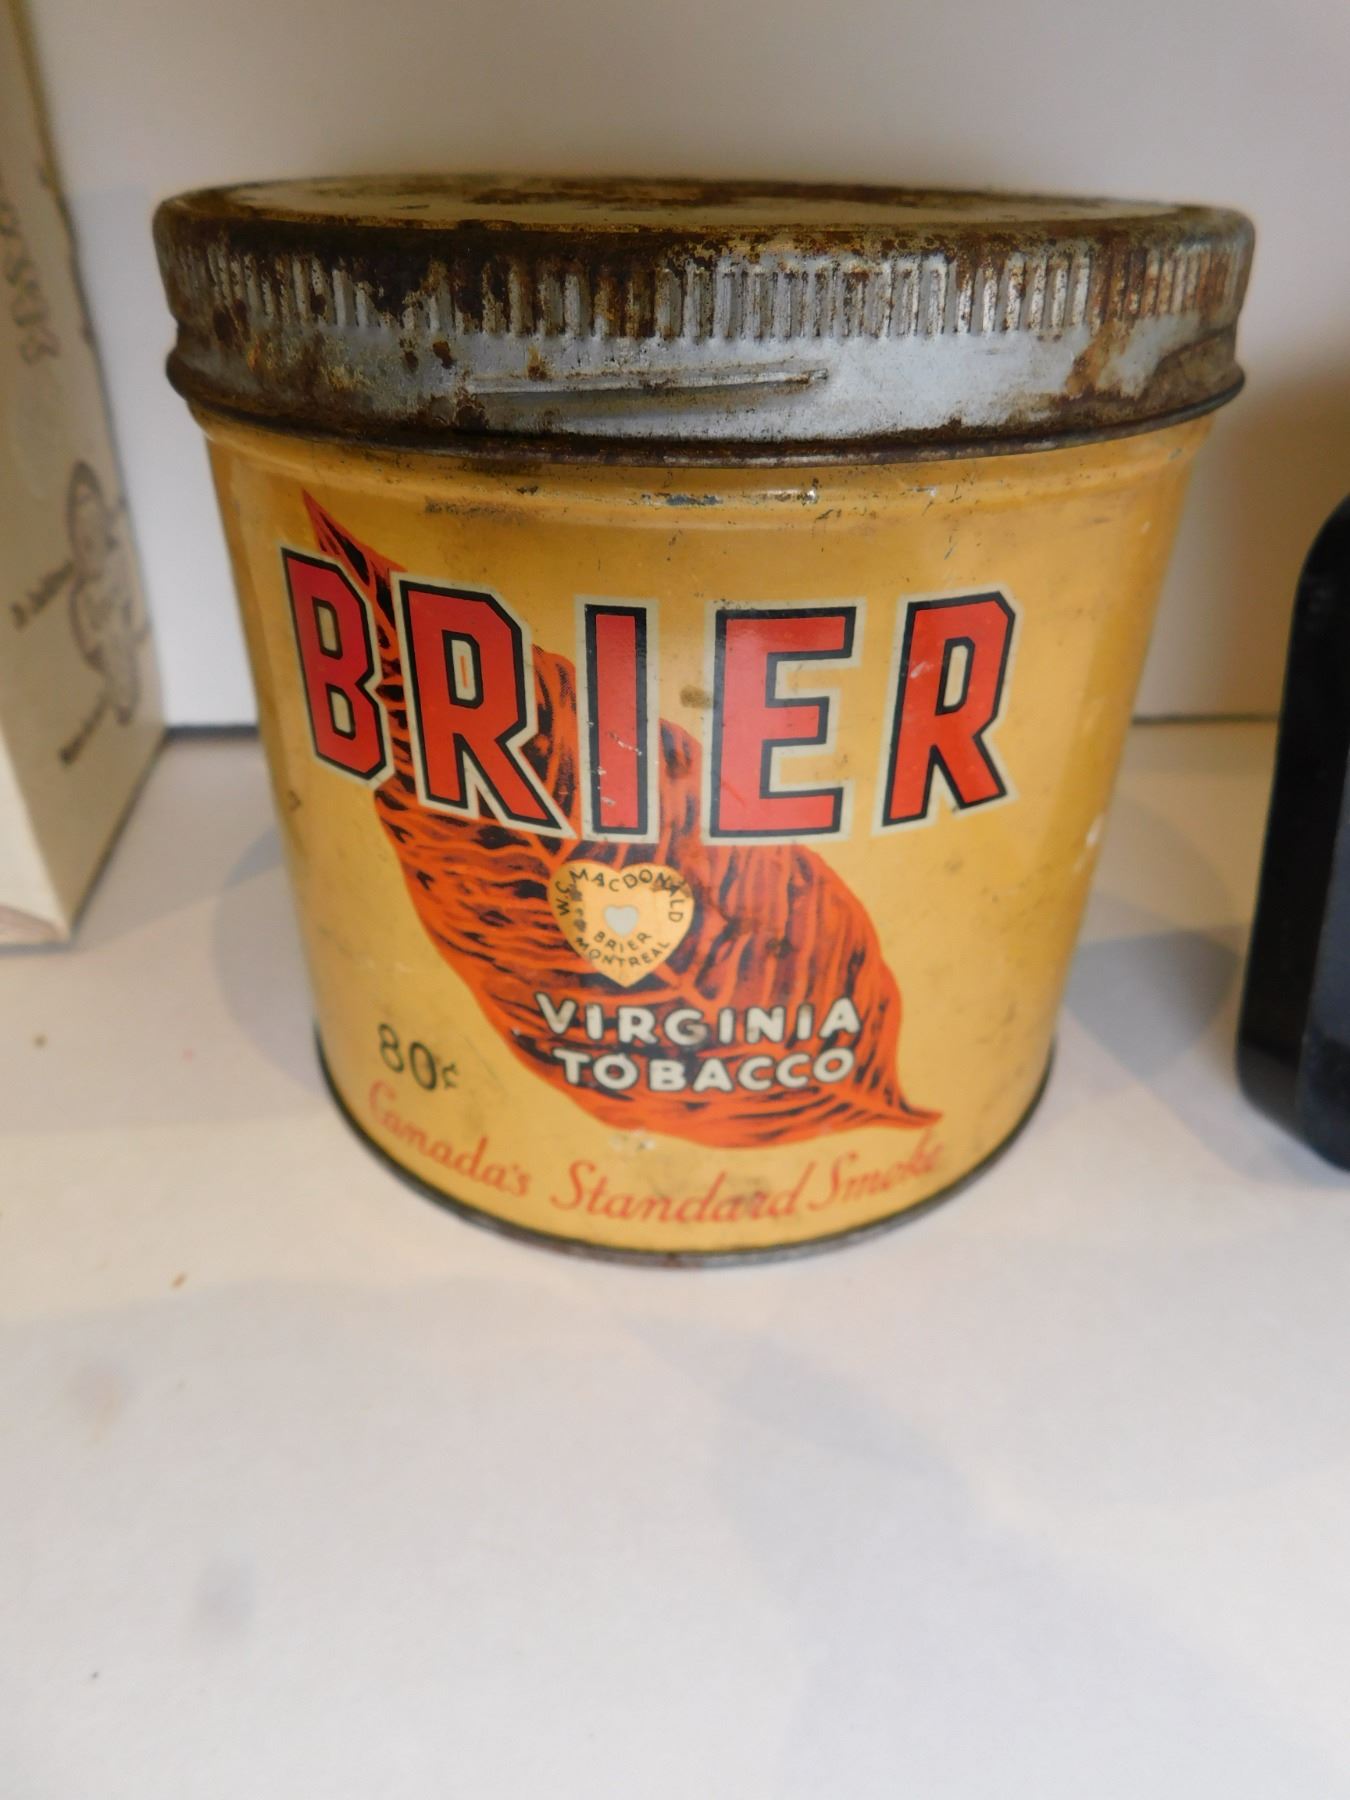 BRIER
W.C. MACDONALD
BRIER
MONTREAL
VIRGINIA
TOBACCO
80¢
Canada's Standard Smoke